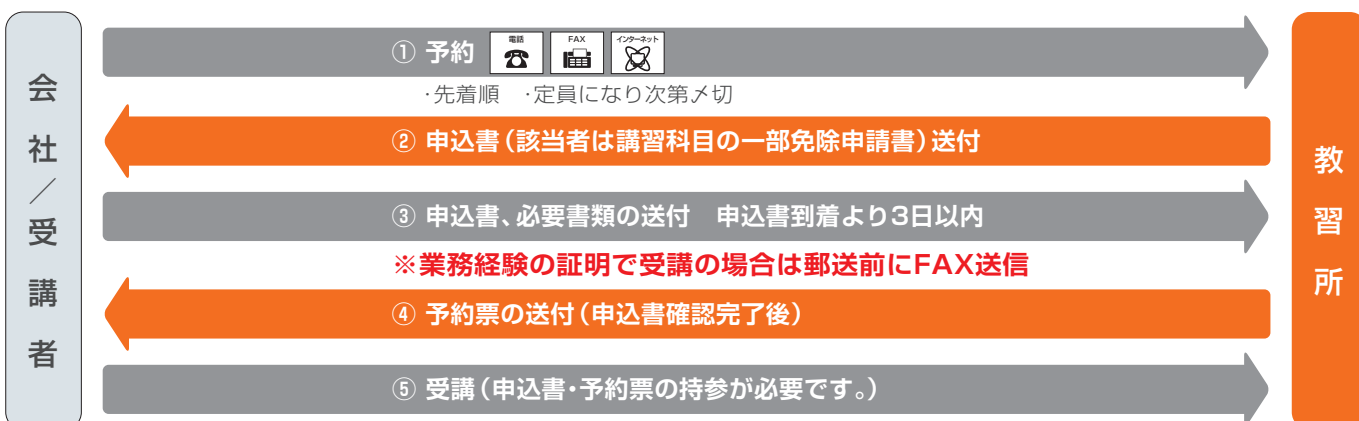 会社／受講者
① 予約
電話
FAX
インターネット
・先着順　・定員になり次第〆切
② 申込書（該当者は講習科目の一部免除申請書）送付
③ 申込書、必要書類の送付　申込書到着より3日以内
※業務経験の証明で受講の場合は郵送前にFAX送信
④ 予約票の送付（申込書確認完了後）
⑤ 受講（申込書・予約票の持参が必要です。）
教習所